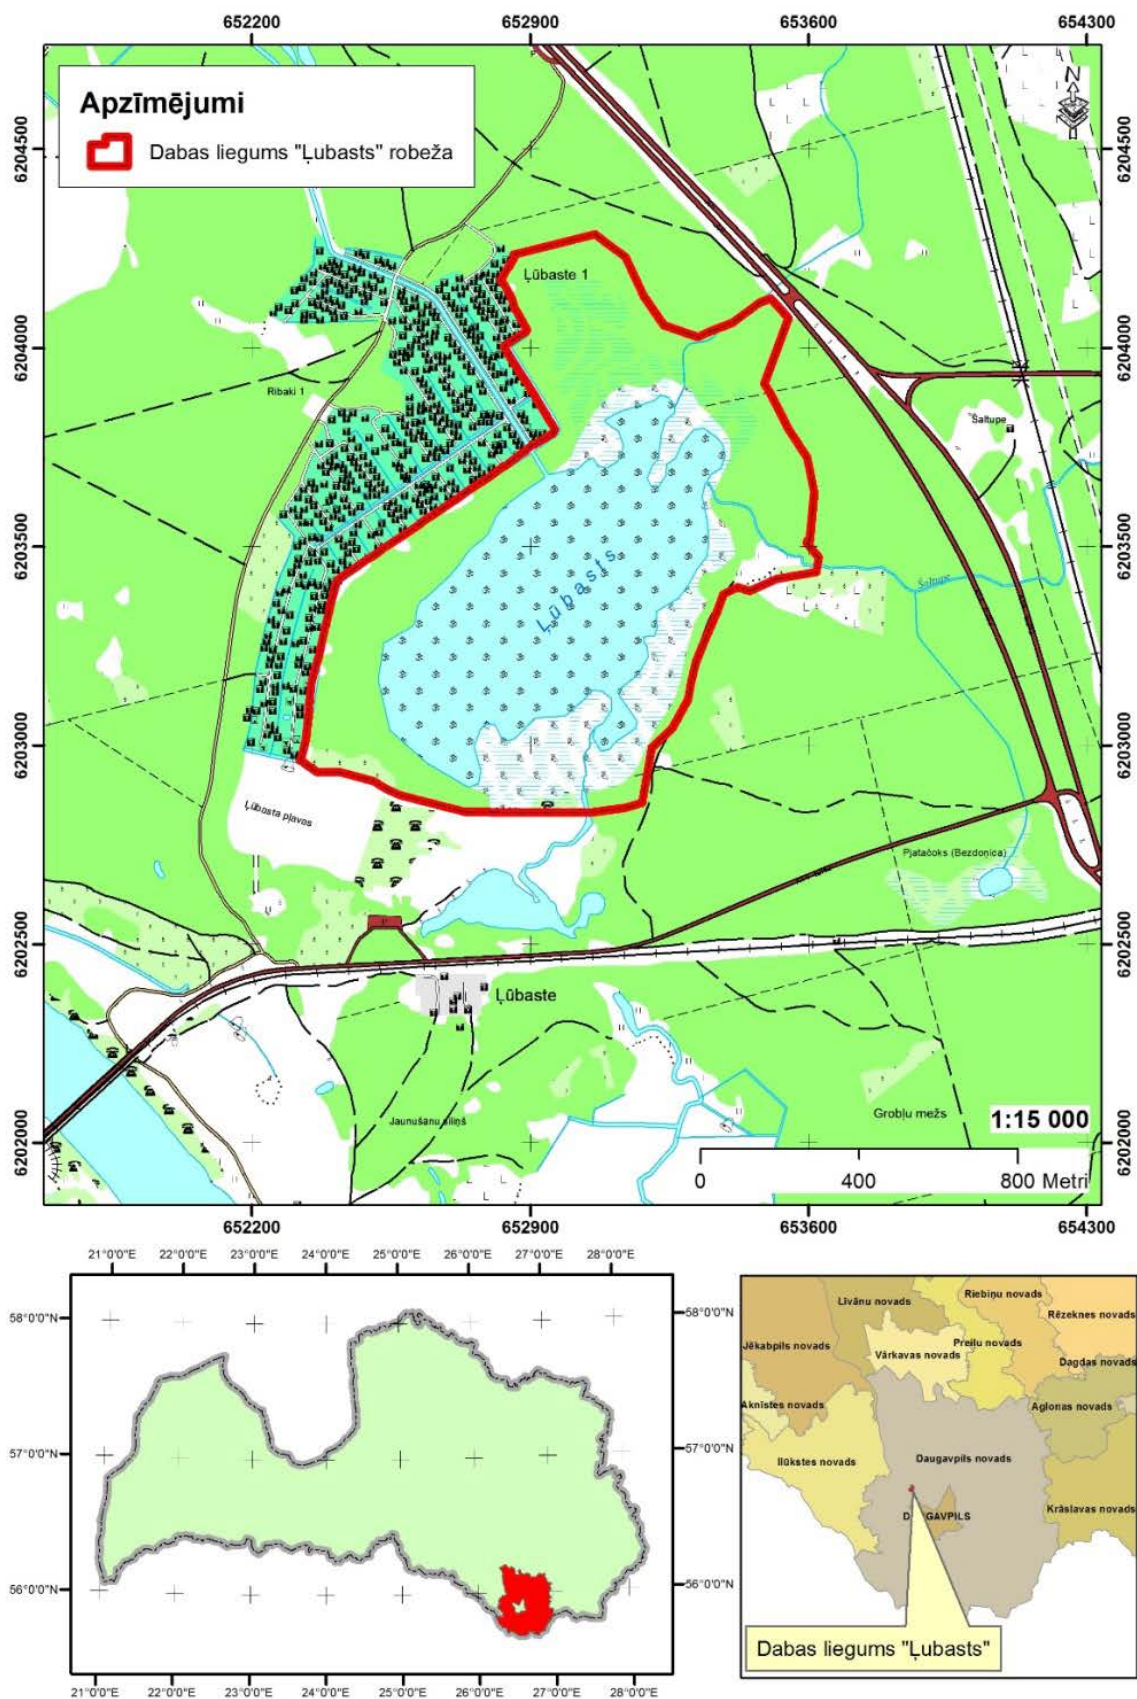 652200 652900 653600 654300
Apzīmējumi
Dabas liegums "Ļubasts" robeža
N
6204500 6204500
Ļūbaste 1
6204000 6204000
Ribaki 1
Šaltupe
6203500 6203500
Ļūbasts
Šaltupe
6203000 6203000
Ļūbasta pļavas
Pjatačoks (Bezdoņica)
P
6202500 6202500
Ļūbaste
Grobļu mežs
1:15 000
Jaunušānu siliņš
6202000 6202000
0 400 800 Metri
652200 652900 653600 654300
21°0'0"E 22°0'0"E 23°0'0"E 24°0'0"E 25°0'0"E 26°0'0"E 27°0'0"E 28°0'0"E
58°0'0"N 58°0'0"N
57°0'0"N 57°0'0"N
56°0'0"N 56°0'0"N
21°0'0"E 22°0'0"E 23°0'0"E 24°0'0"E 25°0'0"E 26°0'0"E 27°0'0"E 28°0'0"E
Līvānu novads
Riebiņu novads
Rēzeknes novads
Jēkabpils novads
Vārkavas novads
Preiļu novads
Dagdas novads
Aknīstes novads
Aglonas novads
Ilūkstes novads
Daugavpils novads
Krāslavas novads
D GAVPILS
Dabas liegums "Ļubasts"